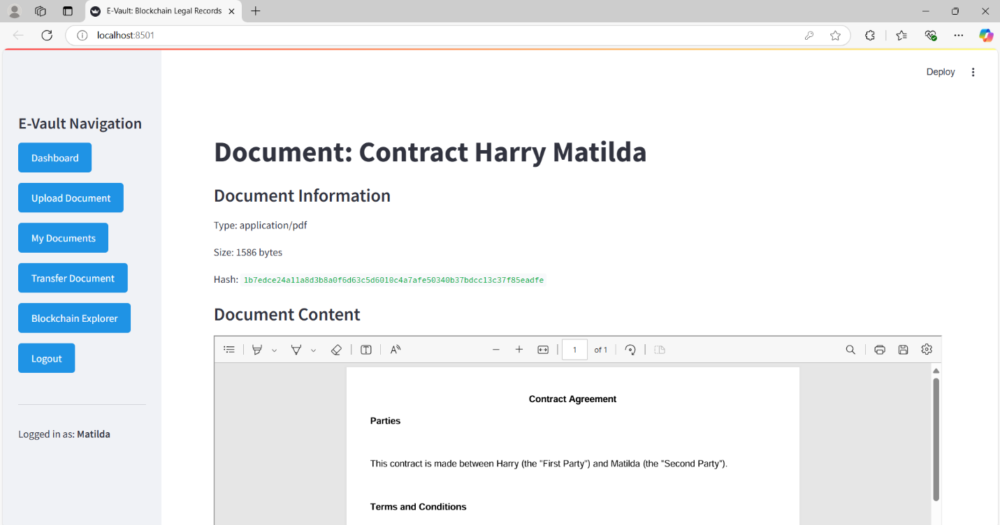 E-Vault: Blockchain Legal Records
localhost:8501
Deploy
E-Vault Navigation
Dashboard
Upload Document
My Documents
Transfer Document
Blockchain Explorer
Logout
Logged in as: Matilda
Document: Contract Harry Matilda
Document Information
Type: application/pdf
Size: 1586 bytes
Hash: 1b7edce24a11a8d3b8a0f6d63c5d6010c4a7afe50340b37bdcc13c37f85eadfe
Document Content
1 of 1
Contract Agreement
Parties
This contract is made between Harry (the "First Party") and Matilda (the "Second Party").
Terms and Conditions